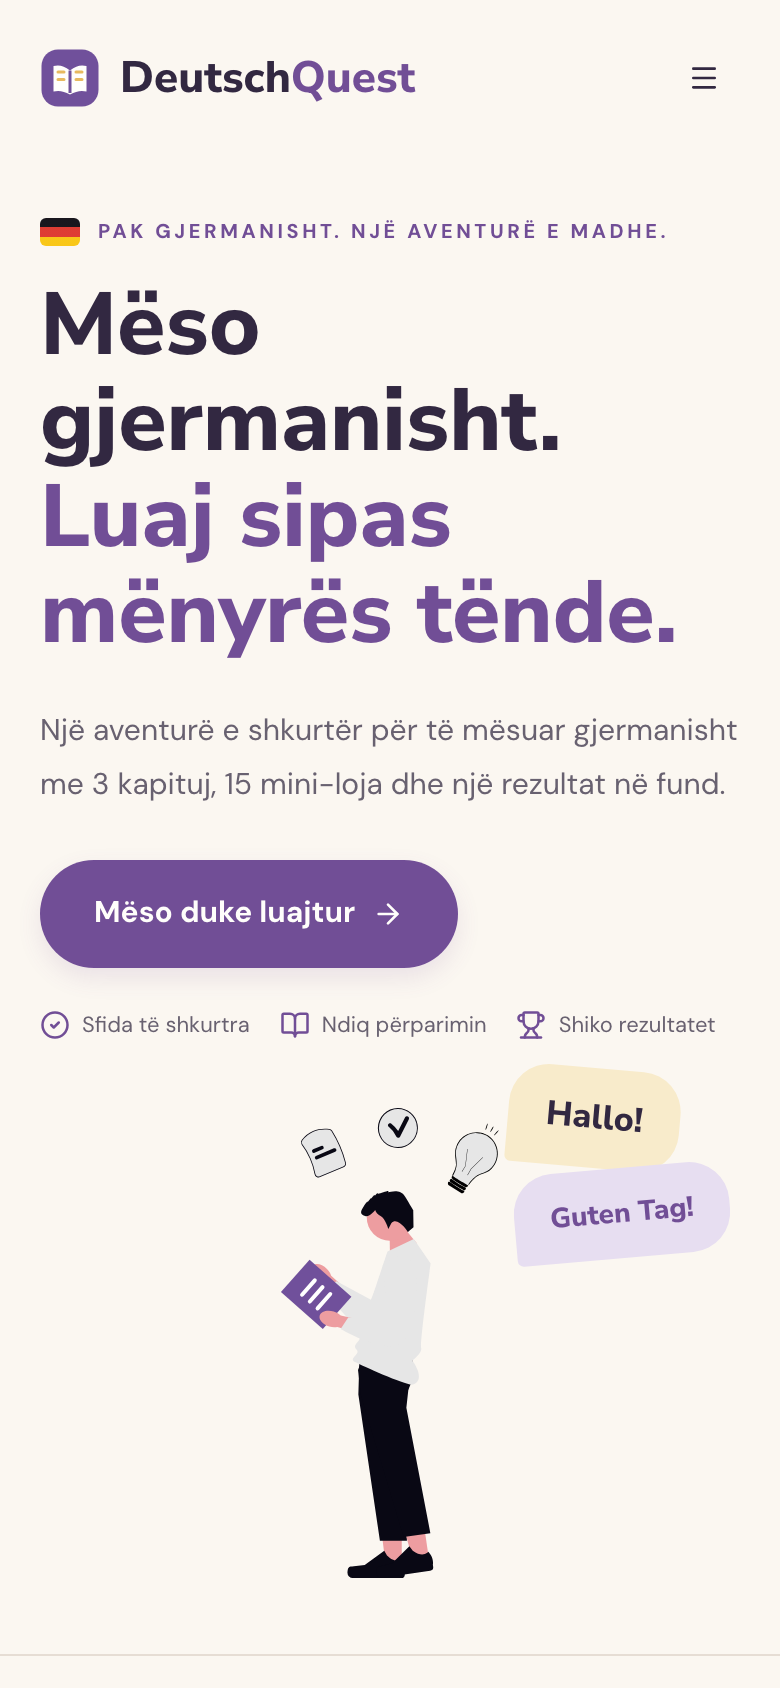 DeutschQuest
PAK GJERMANISHT. NJË AVENTURË E MADHE.
Mëso
gjermanisht.
Luaj sipas
mënyrës tënde.
Një aventurë e shkurtër për të mësuar gjermanisht
me 3 kapituj, 15 mini-loja dhe një rezultat në fund.
Mëso duke luajtur →
Sfida të shkurtra Ndiq përparimin Shiko rezultatet
Hallo!
Guten Tag!